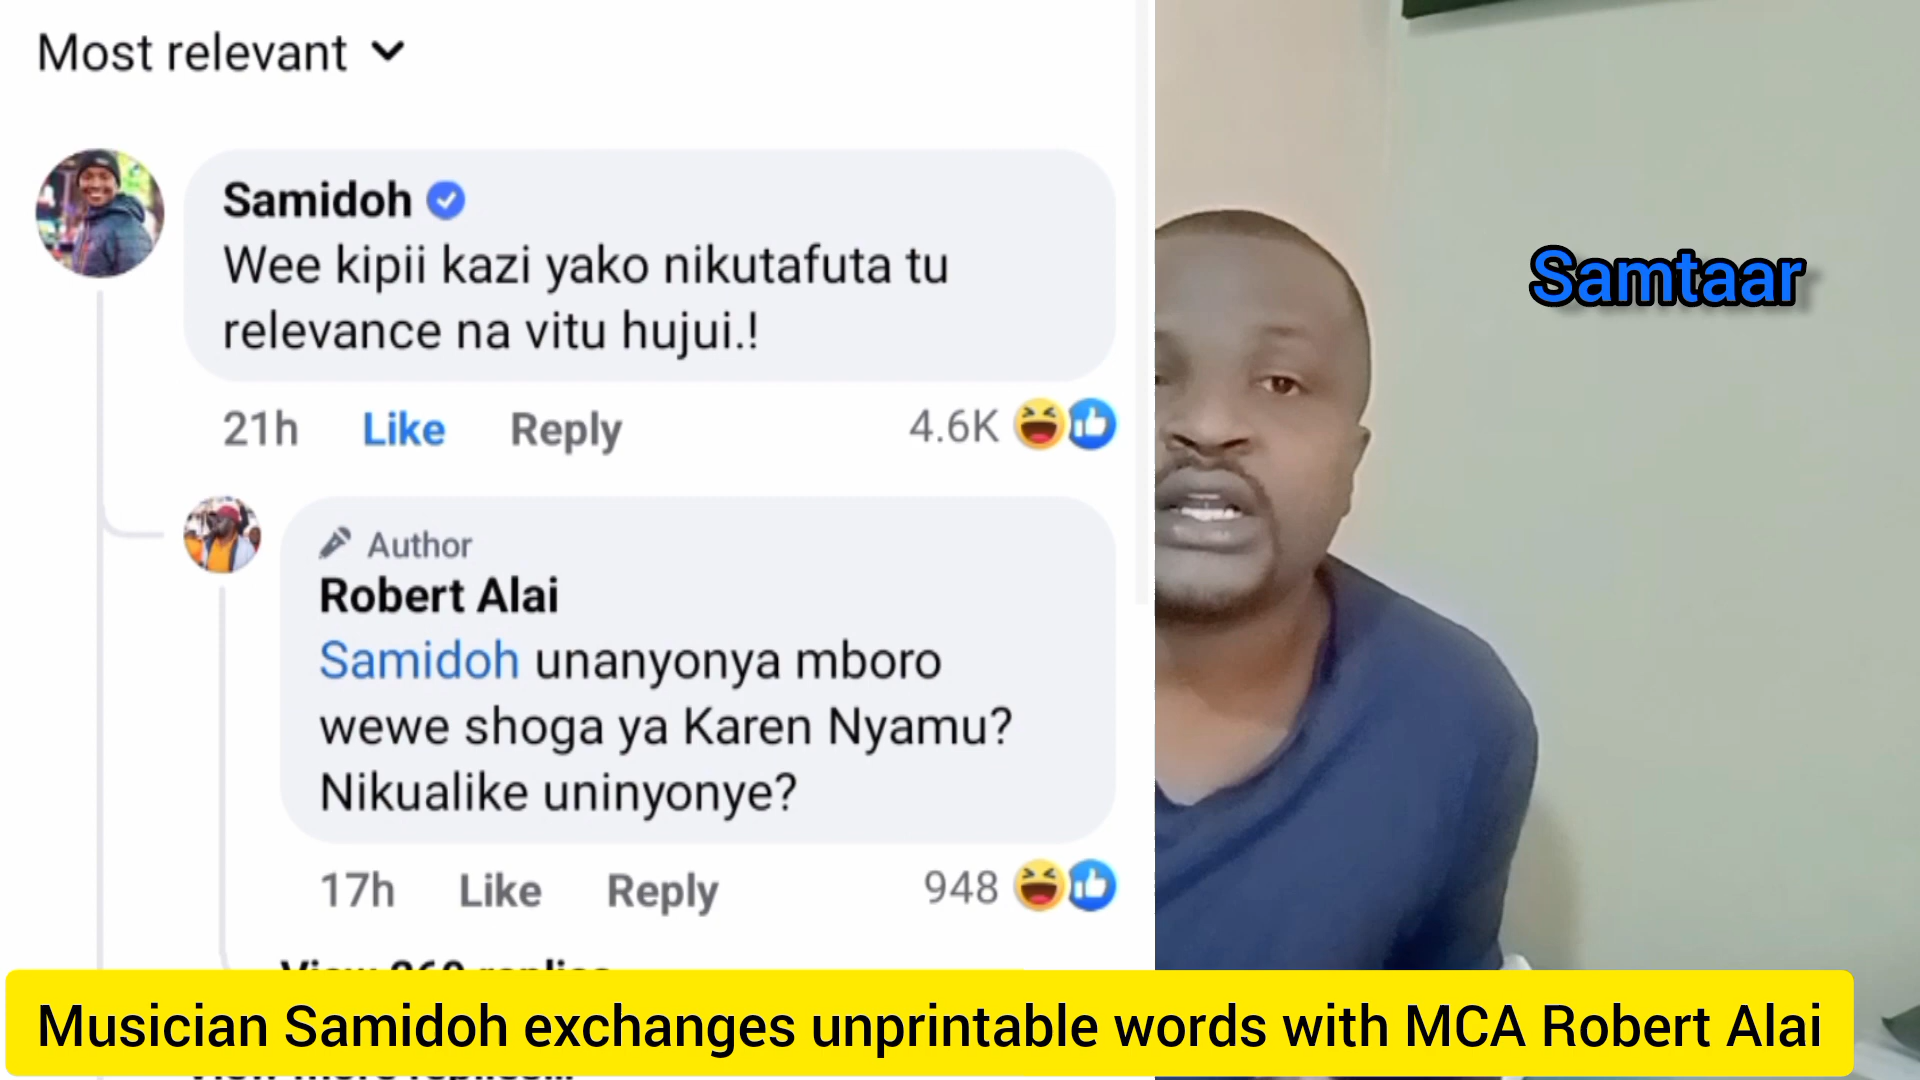 Most relevant
Samidoh
Wee kipii kazi yako nikutafuta tu
relevance na vitu hujui.!
21h Like Reply 4.6K
Author
Robert Alai
Samidoh unanyonya mboro
wewe shoga ya Karen Nyamu?
Nikualike uninyonye?
17h Like Reply 948
Samtaar
Musician Samidoh exchanges unprintable words with MCA Robert Alai